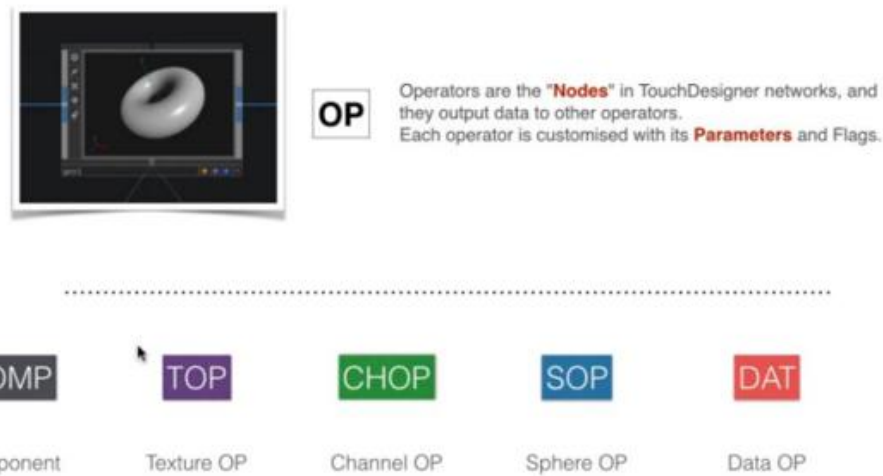 OP
Operators are the "Nodes" in TouchDesigner networks, and
they output data to other operators.
Each operator is customised with its Parameters and Flags.
OMP
TOP
CHOP
SOP
DAT
ponent
Texture OP
Channel OP
Sphere OP
Data OP